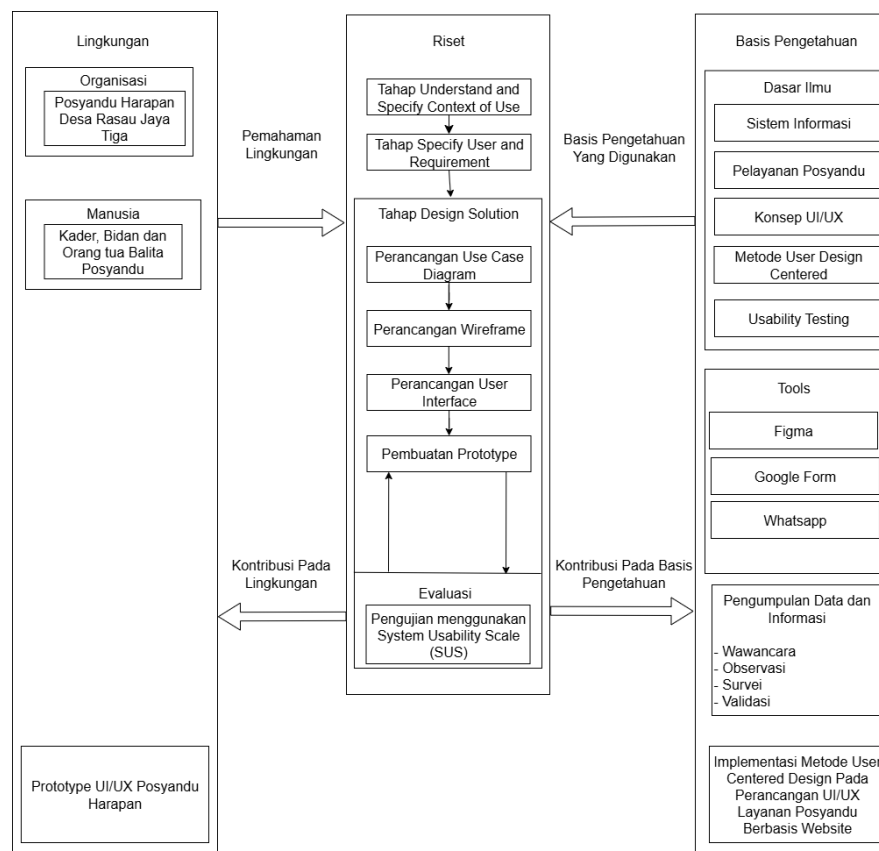 Lingkungan
Organisasi
Posyandu Harapan
Desa Rasau Jaya
Tiga
Manusia
Kader, Bidan dan
Orang tua Balita
Posyandu
Prototype UI/UX Posyandu
Harapan
Pemahaman
Lingkungan
Kontribusi Pada
Lingkungan
Riset
Tahap Understand and
Specify Context of Use
Tahap Specify User and
Requirement
Tahap Design Solution
Perancangan Use Case
Diagram
Perancangan Wireframe
Perancangan User
Interface
Pembuatan Prototype
Evaluasi
Pengujian menggunakan
System Usability Scale
(SUS)
Basis Pengetahuan
Yang Digunakan
Kontribusi Pada Basis
Pengetahuan
Basis Pengetahuan
Dasar Ilmu
Sistem Informasi
Pelayanan Posyandu
Konsep UI/UX
Metode User Design
Centered
Usability Testing
Tools
Figma
Google Form
Whatsapp
Pengumpulan Data dan
Informasi
- Wawancara
- Observasi
- Survei
- Validasi
Implementasi Metode User
Centered Design Pada
Perancangan UI/UX
Layanan Posyandu
Berbasis Website